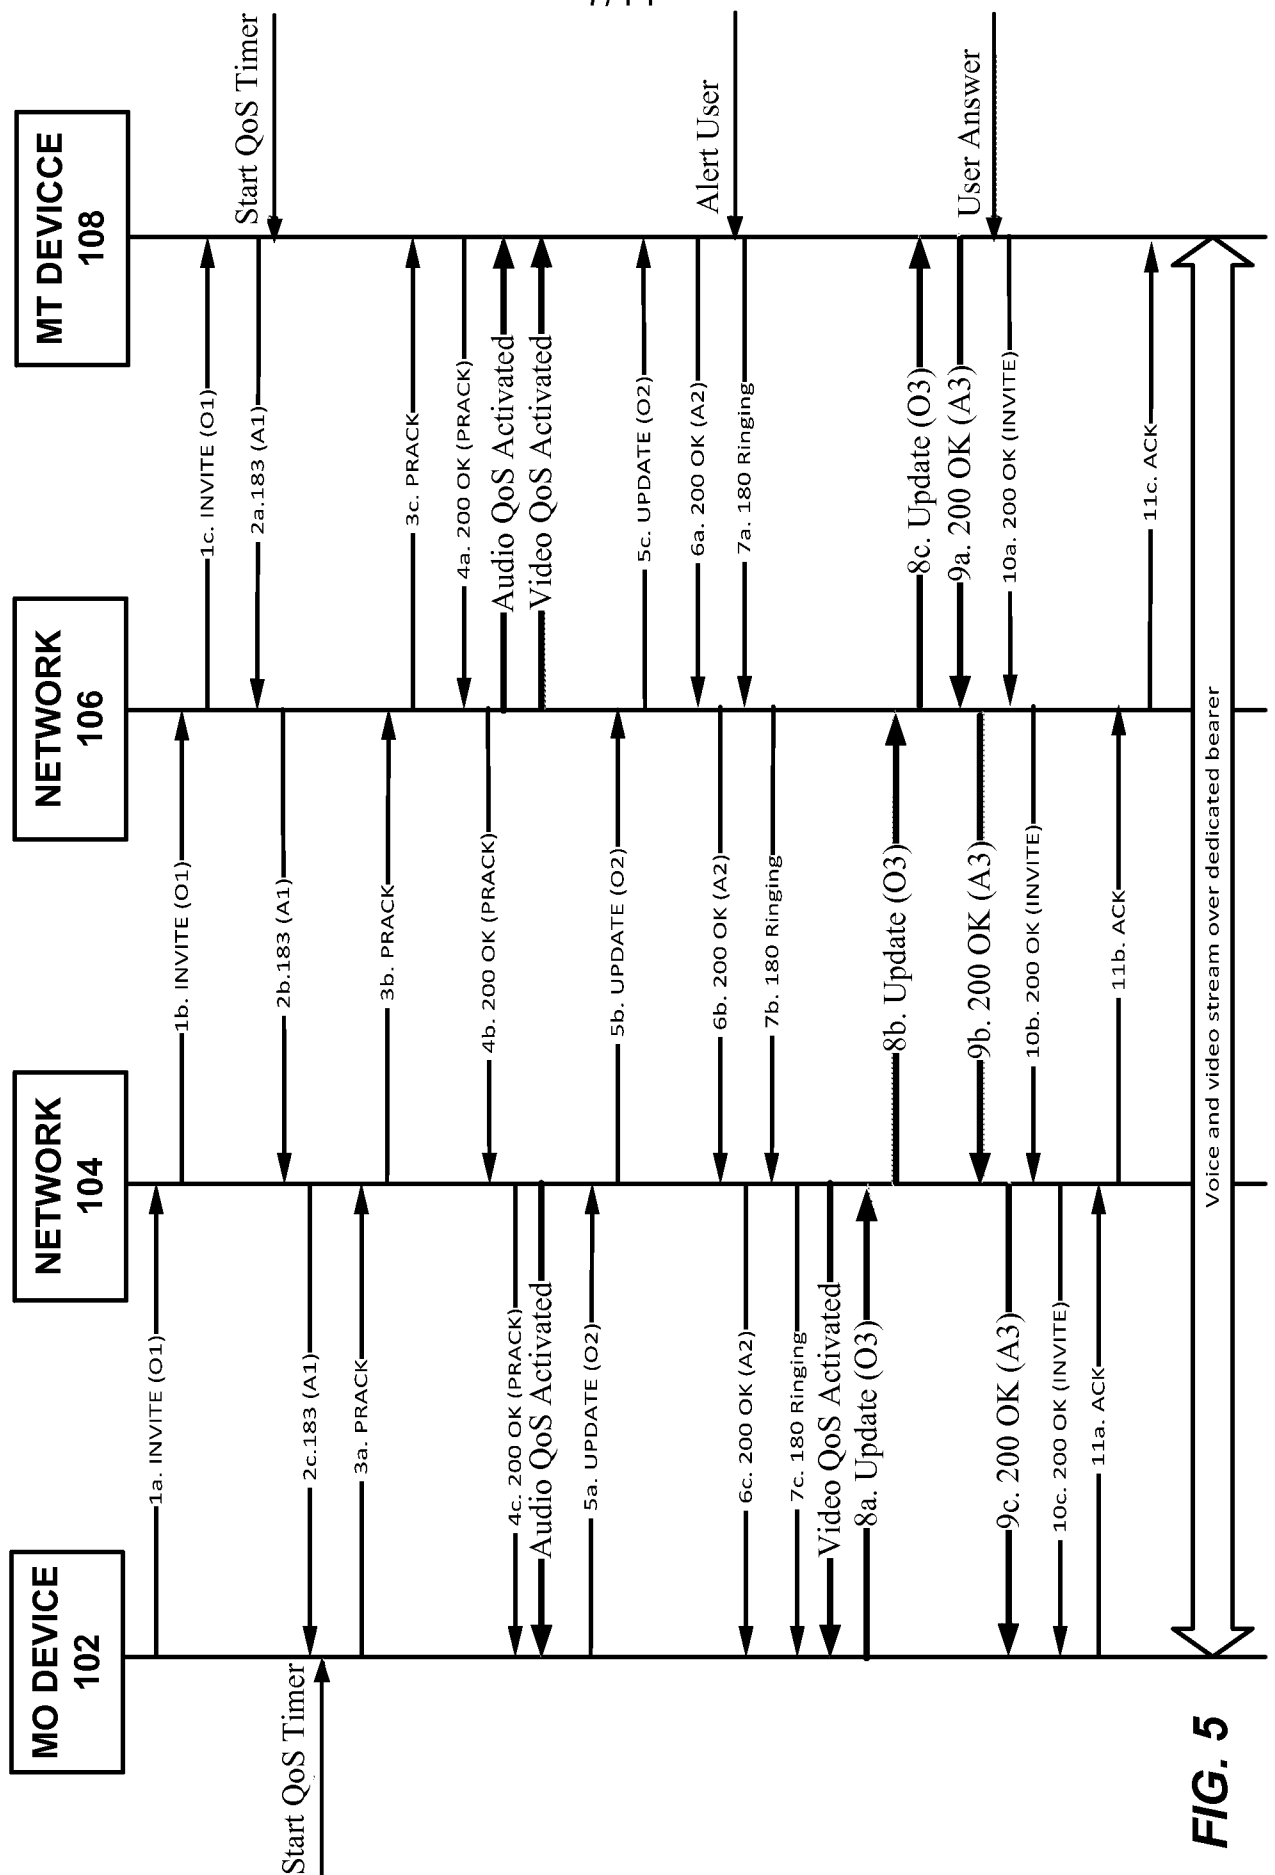 MO DEVICE
102
NETWORK
104
NETWORK
106
MT DEVICCE
108
1a. INVITE (O1)
1b. INVITE (O1)
1c. INVITE (O1)
2a.183 (A1)
Start QoS Timer
2b.183 (A1)
2c.183 (A1)
Start QoS Timer
3a. PRACK
3b. PRACK
3c. PRACK
4a. 200 OK (PRACK)
4b. 200 OK (PRACK)
4c. 200 OK (PRACK)
Audio QoS Activated
Video QoS Activated
Audio QoS Activated
5a. UPDATE (O2)
5b. UPDATE (O2)
5c. UPDATE (O2)
6a. 200 OK (A2)
6b. 200 OK (A2)
6c. 200 OK (A2)
Alert User
7a. 180 Ringing
7b. 180 Ringing
7c. 180 Ringing
Video QoS Activated
8a. Update (O3)
8b. Update (O3)
8c. Update (O3)
9a. 200 OK (A3)
9b. 200 OK (A3)
9c. 200 OK (A3)
User Answer
10a. 200 OK (INVITE)
10b. 200 OK (INVITE)
10c. 200 OK (INVITE)
11a. ACK
11b. ACK
11c. ACK
Voice and video stream over dedicated bearer
FIG. 5